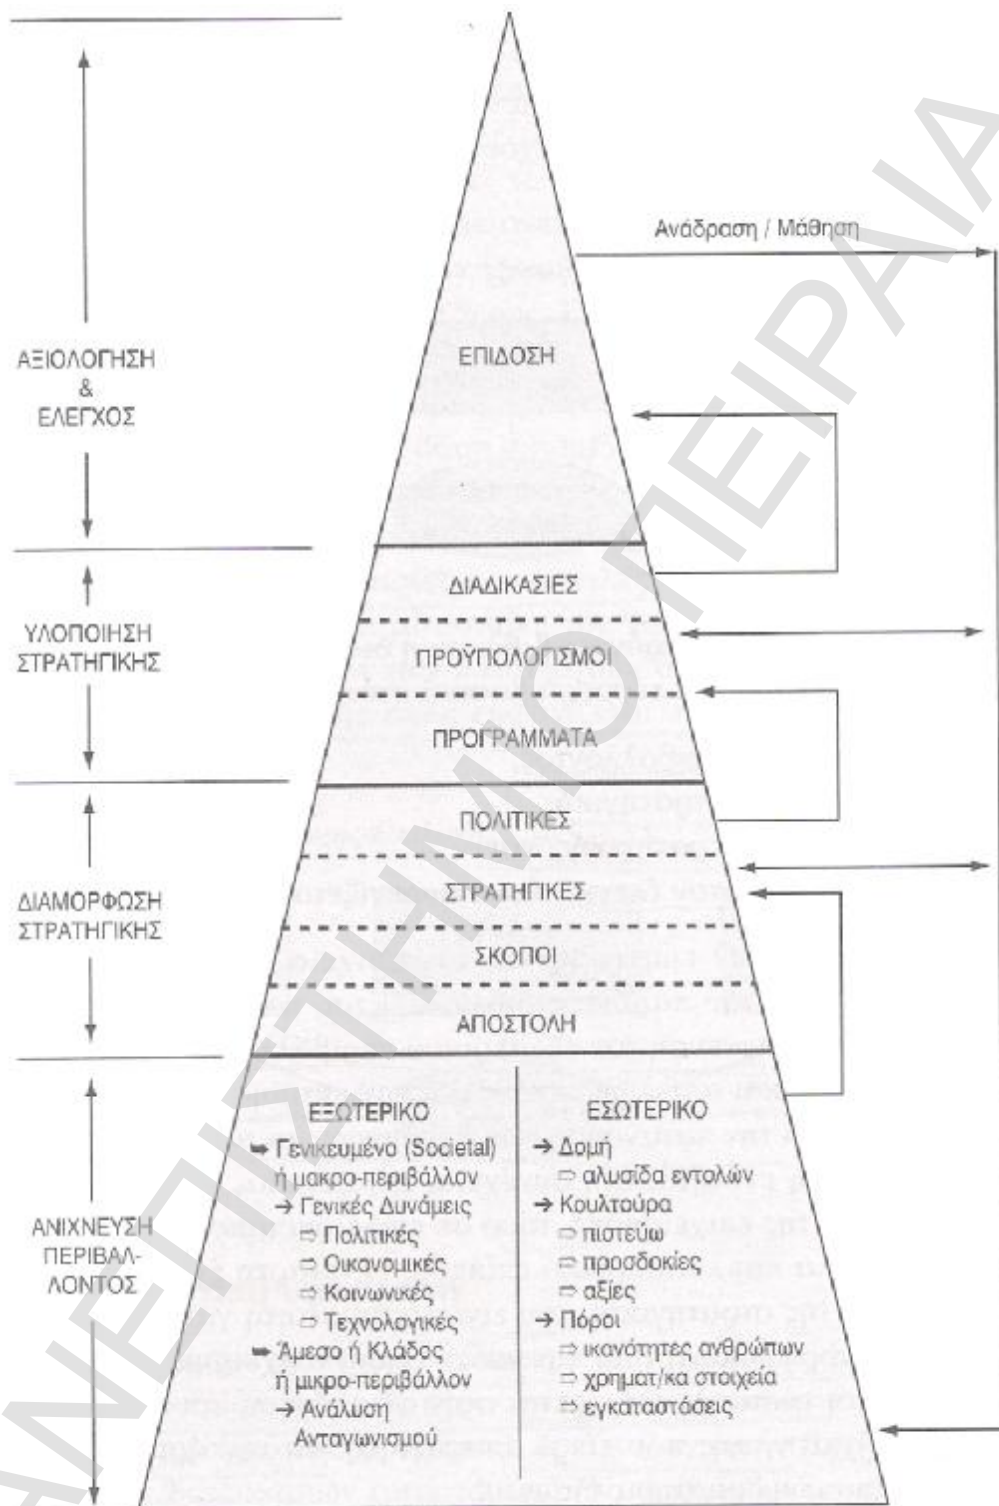 Ανάδραση / Μάθηση
ΑΞΙΟΛΟΓΗΣΗ
&
ΕΛΕΓΧΟΣ
ΕΠΙΔΟΣΗ
ΥΛΟΠΟΙΗΣΗ
ΣΤΡΑΤΗΓΙΚΗΣ
ΔΙΑΔΙΚΑΣΙΕΣ
ΠΡΟΫΠΟΛΟΓΙΣΜΟΙ
ΠΡΟΓΡΑΜΜΑΤΑ
ΔΙΑΜΟΡΦΩΣΗ
ΣΤΡΑΤΗΓΙΚΗΣ
ΠΟΛΙΤΙΚΕΣ
ΣΤΡΑΤΗΓΙΚΕΣ
ΣΚΟΠΟΙ
ΑΠΟΣΤΟΛΗ
ΑΝΙΧΝΕΥΣΗ
ΠΕΡΙΒΑΛ-
ΛΟΝΤΟΣ
ΕΞΩΤΕΡΙΚΟ
Γενικευμένο (Societal)
ή μακρο-περιβάλλον
Γενικές Δυνάμεις
Πολιτικές
Οικονομικές
Κοινωνικές
Τεχνολογικές
Άμεσο ή Κλάδος
ή μικρο-περιβάλλον
Ανάλυση
Ανταγωνισμού
ΕΣΩΤΕΡΙΚΟ
Δομή
αλυσίδα εντολών
Κουλτούρα
πιστεύω
προσδοκίες
αξίες
Πόροι
ικανότητες ανθρώπων
χρηματ/κα στοιχεία
εγκαταστάσεις
ΑΝΕΠΙΣΤΗΜΙΟ ΠΕΙΡΑΙΑ